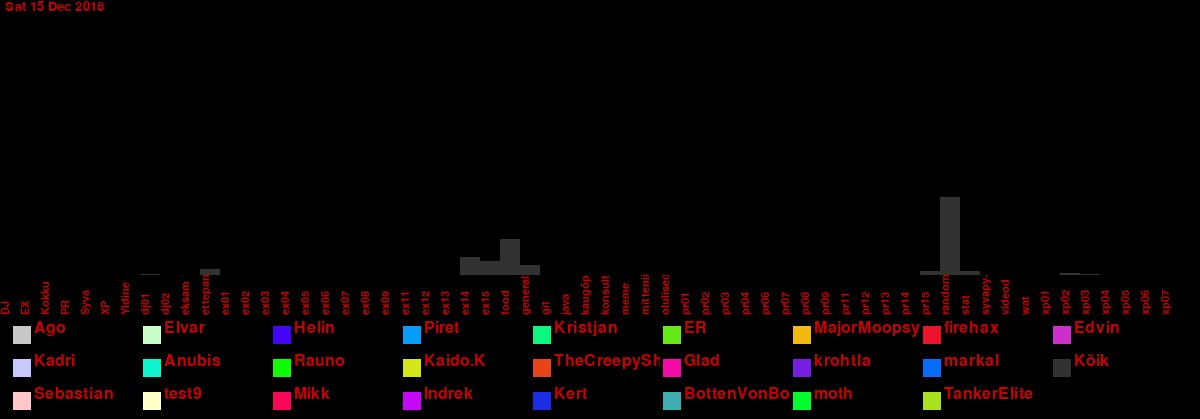 Sat 15 Dec 2018
DJ
EX
Kokku
PR
Syva
XP
Yldine
dj01
dj02
eksam
ettepan
ex01
ex02
ex03
ex04
ex05
ex06
ex07
ex08
ex09
ex11
ex12
ex13
ex14
ex15
food
general
git
java
kaugõp
konsult
meme
mittenii
olulised
pr01
pr02
pr03
pr04
pr06
pr07
pr08
pr09
pr11
pr12
pr13
pr14
pr15
random
stat
syvapy-
videod
wat
xp01
xp02
xp03
xp04
xp05
xp06
xp07
Ago Elvar Helin Piret Kristjan ER MajorMoopsy firehax Edvin
Kadri Anubis Rauno Kaido.K TheCreepySh Glad krohtla markal Kõik
Sebastian test9 Mikk Indrek Kert BottenVonBo moth TankerElite